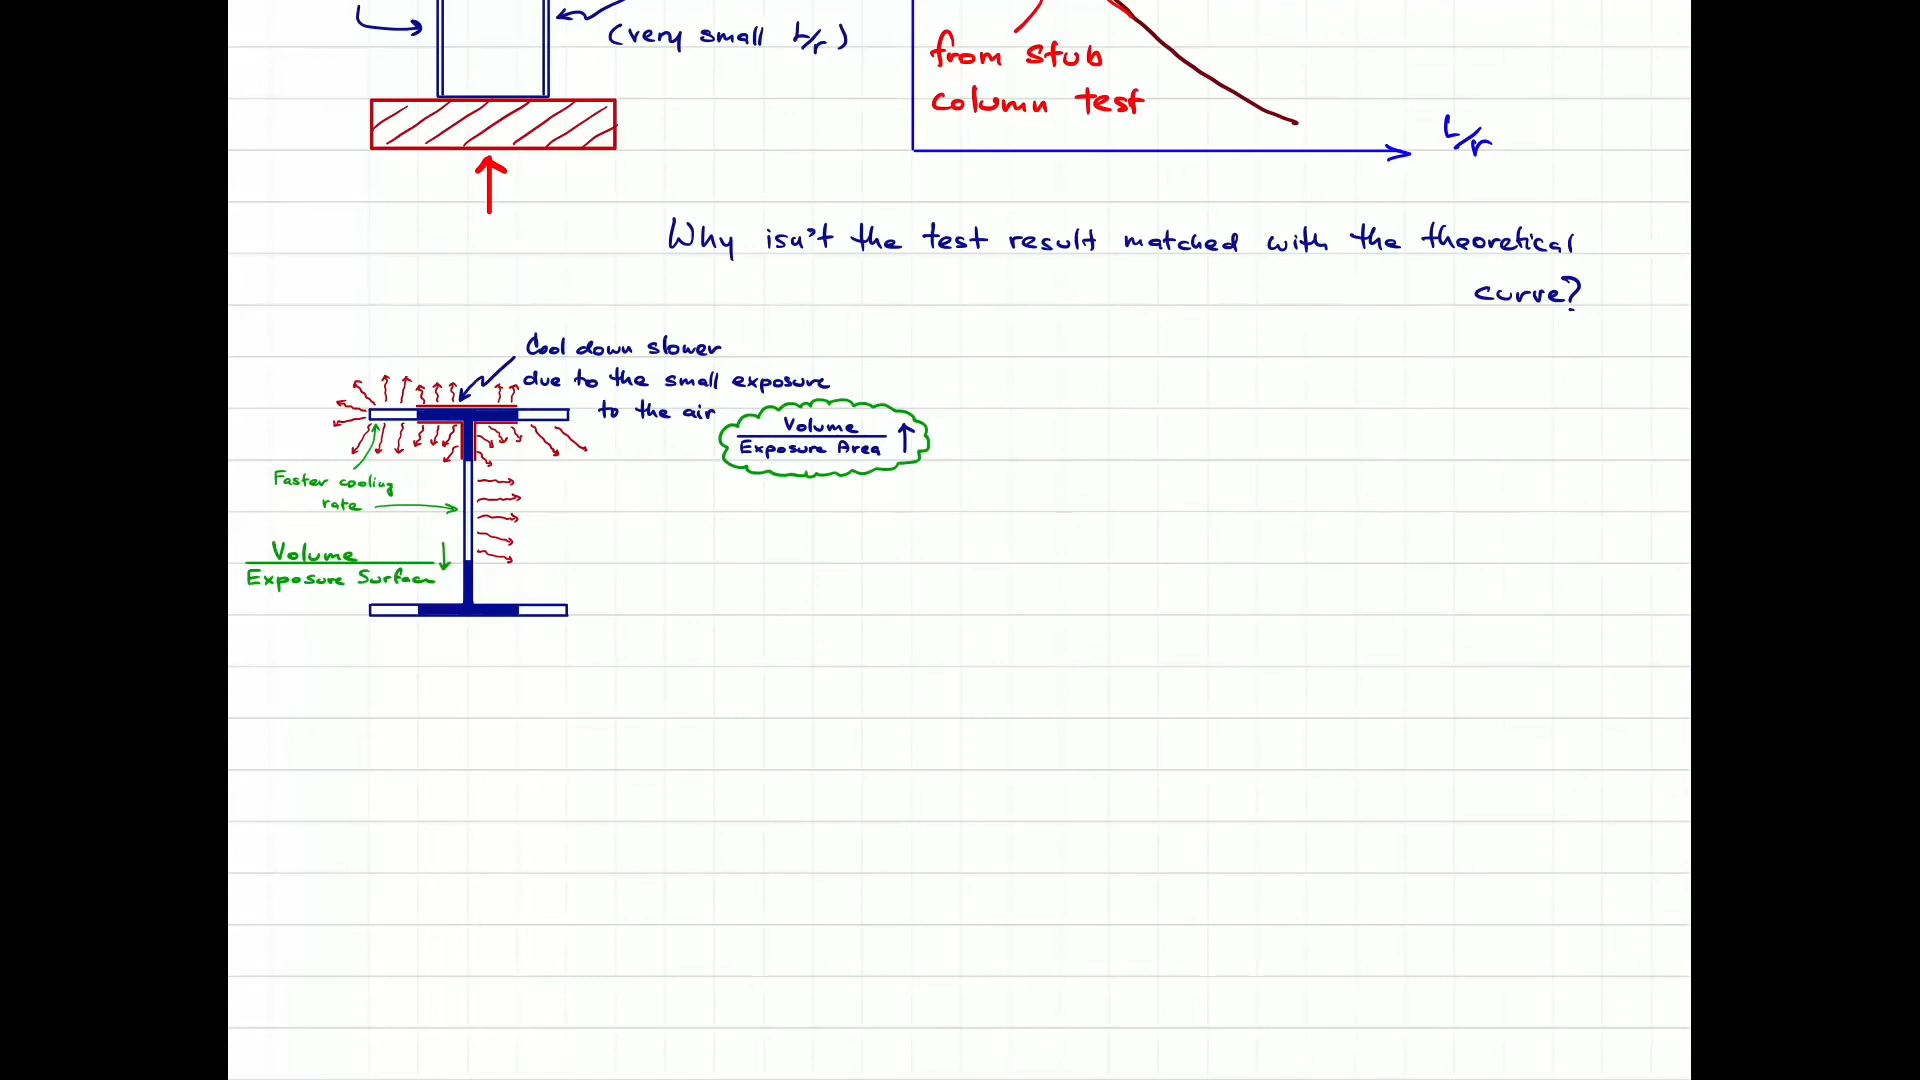 (very small L/r)
from stub
column test
L/r
Why isn't the test result matched with the theoretical
curve?
Cool down slower
due to the small exposure
to the air
Volume
Exposure Area ↑
Faster cooling
rate
Volume
Exposure Surface ↓